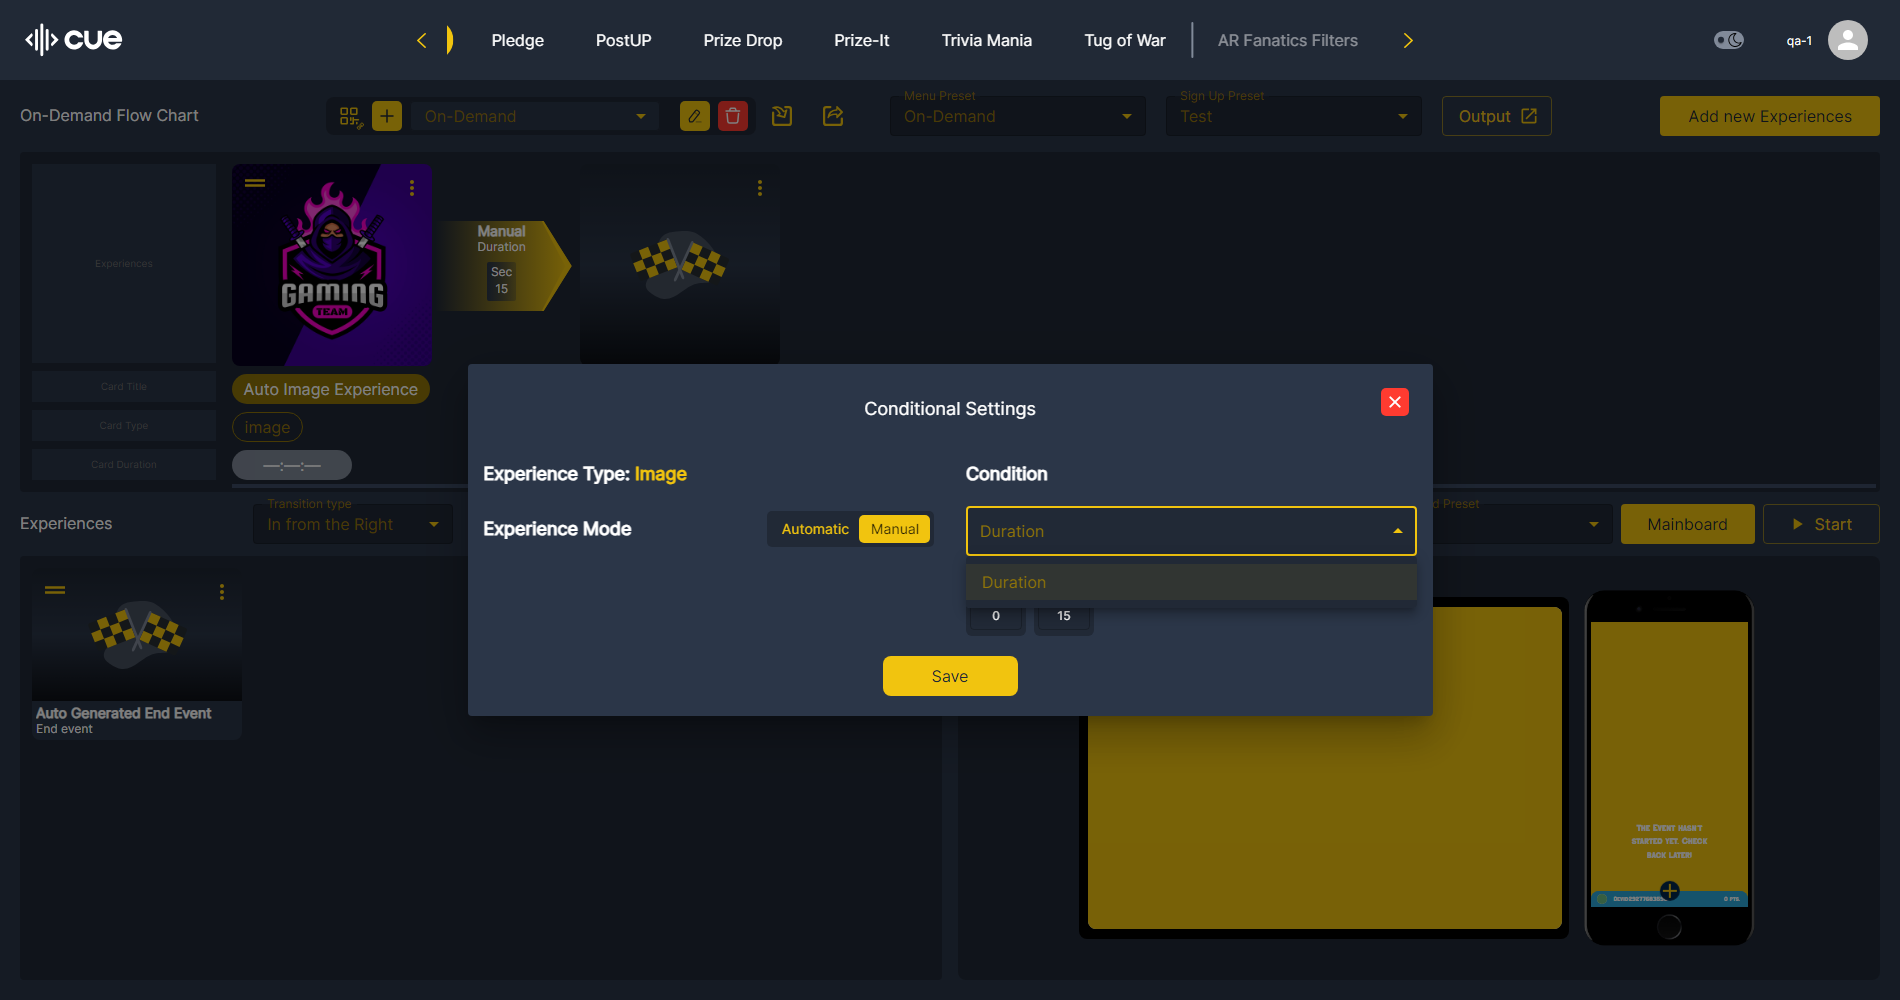 cue
Pledge
PostUP
Prize Drop
Prize-It
Trivia Mania
Tug of War
AR Fanatics Filters
qa-1
On-Demand Flow Chart
On-Demand
Menu Preset
On-Demand
Sign Up Preset
Test
Output
Add new Experiences
Experiences
GAMING
TEAM
Manual
Duration
Sec
15
Card Title
Auto Image Experience
Card Type
image
Card Duration
—:—:—
Conditional Settings
Experience Type: Image
Condition
Experience Mode
Automatic
Manual
Duration
Duration
0
15
Save
Experiences
Transition type
In from the Right
d Preset
Mainboard
Start
Auto Generated End Event
End event
The Event hasn't
started yet. Check
back later!
0 pts.